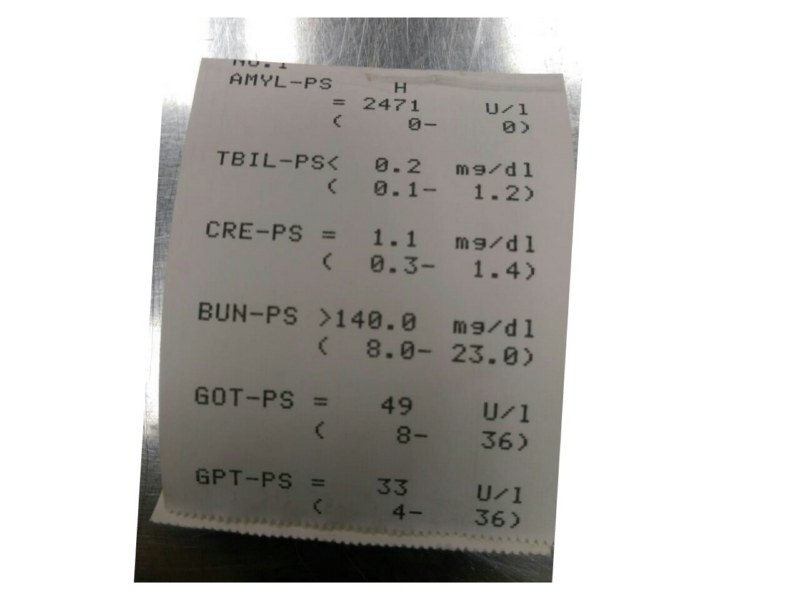 NO.1
AMYL-PS H
= 2471 U/l
( 0- 0)
TBIL-PS< 0.2 mg/dl
( 0.1- 1.2)
CRE-PS = 1.1 mg/dl
( 0.3- 1.4)
BUN-PS >140.0 mg/dl
( 8.0- 23.0)
GOT-PS = 49 U/l
( 8- 36)
GPT-PS = 33 U/l
( 4- 36)